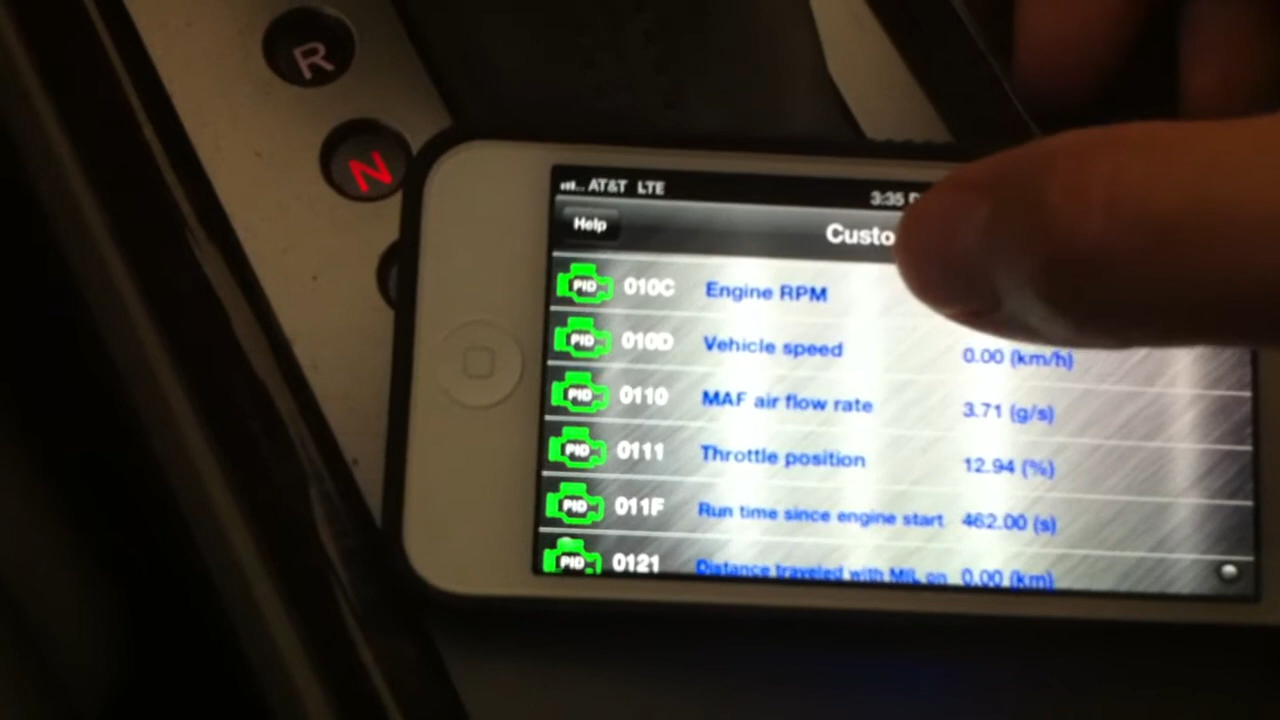 R
N
AT&T LTE 3:35
Help
PID 010C Engine RPM
PID 010D Vehicle speed 0.00 (km/h)
PID 0110 MAF air flow rate 3.71 (g/s)
PID 0111 Throttle position 12.94 (%)
PID 011F Run time since engine start 462.00 (s)
PID 0121 Distance traveled with MIL on 0.00 (km)